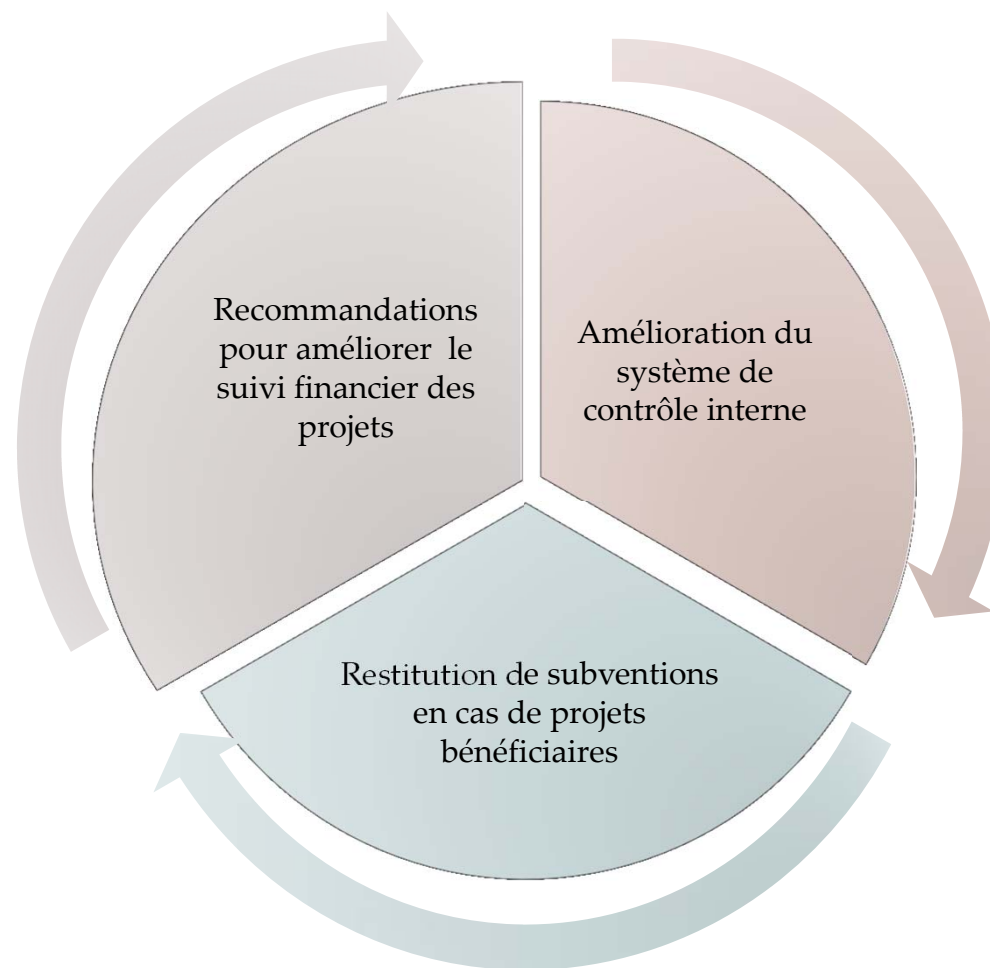 Recommandations
pour améliorer  le
suivi financier des
projets
Amélioration du
système de
contrôle interne
Restitution de subventions
en cas de projets
bénéficiaires